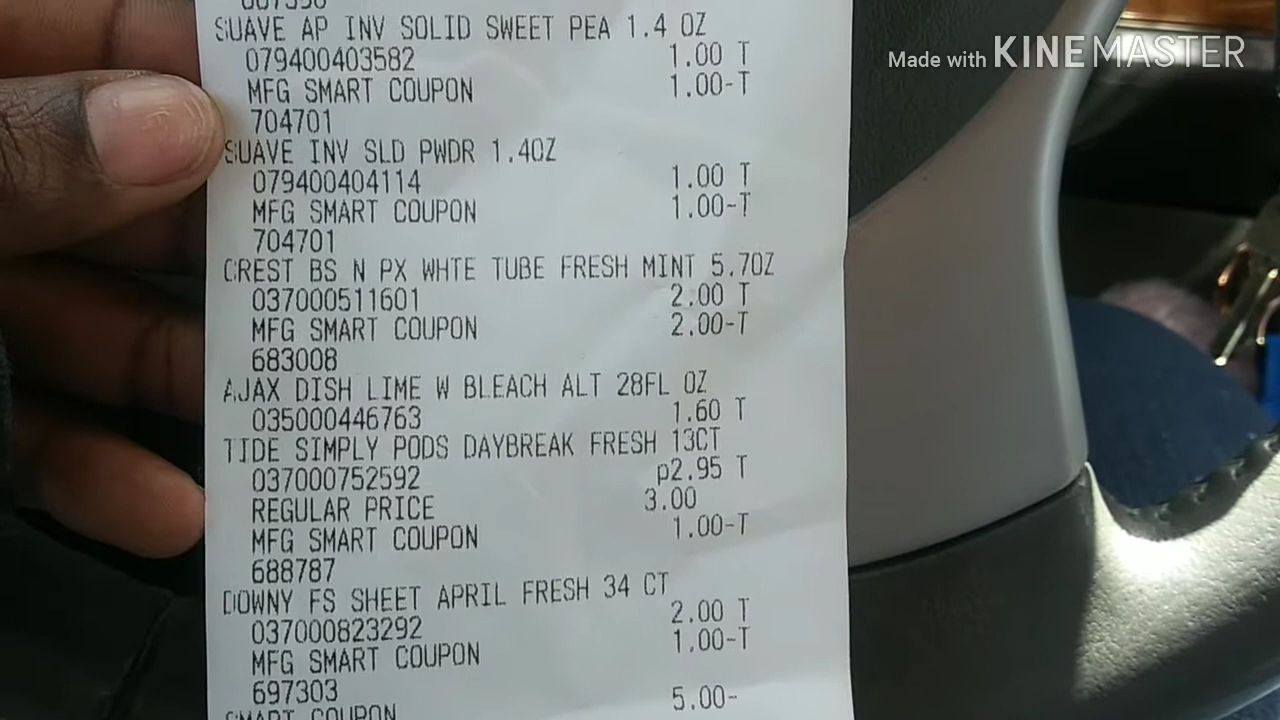 SUAVE AP INV SOLID SWEET PEA 1.4 OZ
079400403582 1.00 T
MFG SMART COUPON 1.00-T
704701
SUAVE INV SLD PWDR 1.4OZ
079400404114 1.00 T
MFG SMART COUPON 1.00-T
704701
CREST BS N PX WHTE TUBE FRESH MINT 5.7OZ
037000511601 2.00 T
MFG SMART COUPON 2.00-T
683008
AJAX DISH LIME W BLEACH ALT 28FL OZ
035000446763 1.60 T
TIDE SIMPLY PODS DAYBREAK FRESH 13CT
037000752592 p2.95 T
REGULAR PRICE 3.00
MFG SMART COUPON 1.00-T
688787
DOWNY FS SHEET APRIL FRESH 34 CT
037000823292 2.00 T
MFG SMART COUPON 1.00-T
697303
SMART COUPON 5.00-
Made with KINEMASTER